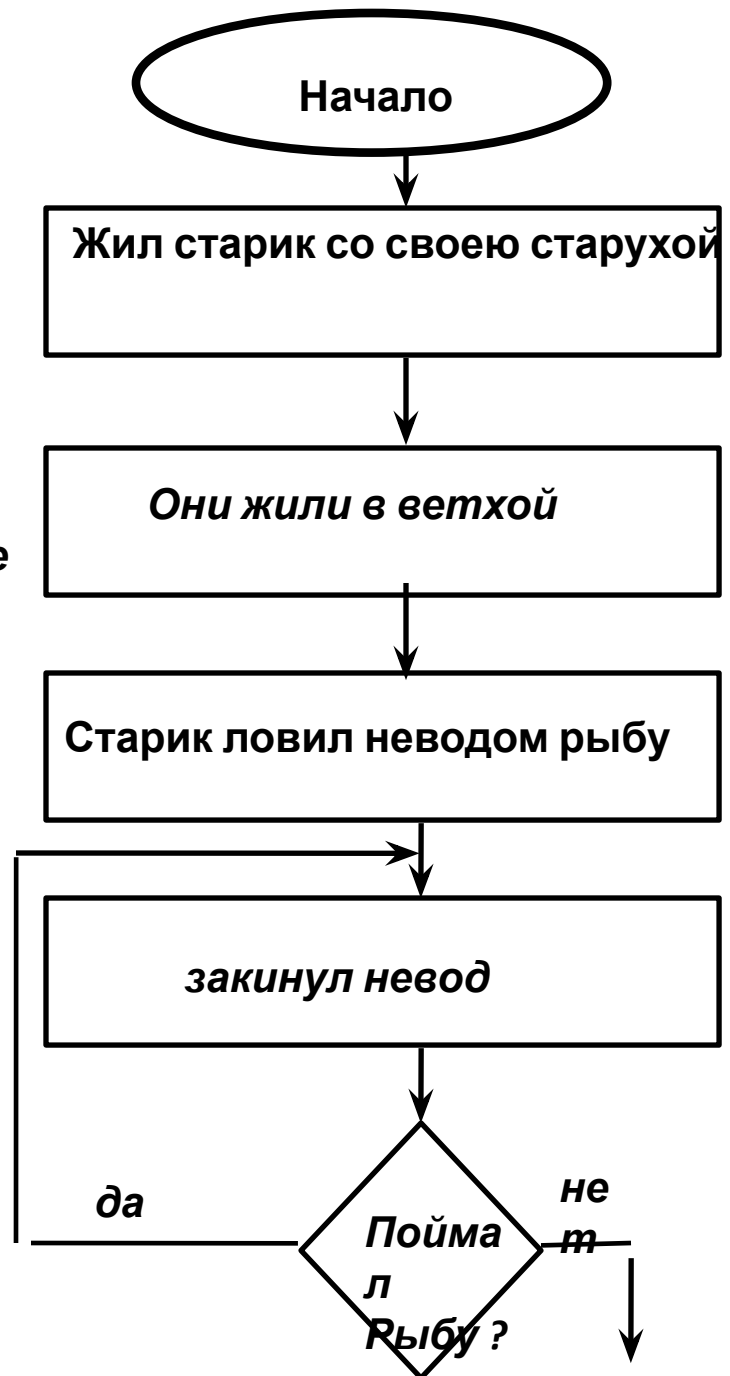 Начало
Жил старик со своею старухой
Они жили в ветхой
е
Старик ловил неводом рыбу
закинул невод
да
не
т
Пойма
л
Рыбу ?